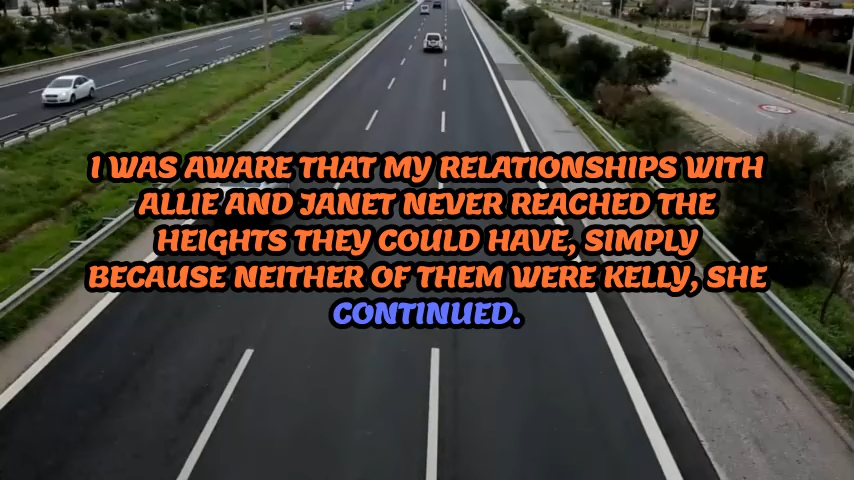 I WAS AWARE THAT MY RELATIONSHIPS WITH
ALLIE AND JANET NEVER REACHED THE
HEIGHTS THEY COULD HAVE, SIMPLY
BECAUSE NEITHER OF THEM WERE KELLY, SHE
CONTINUED.